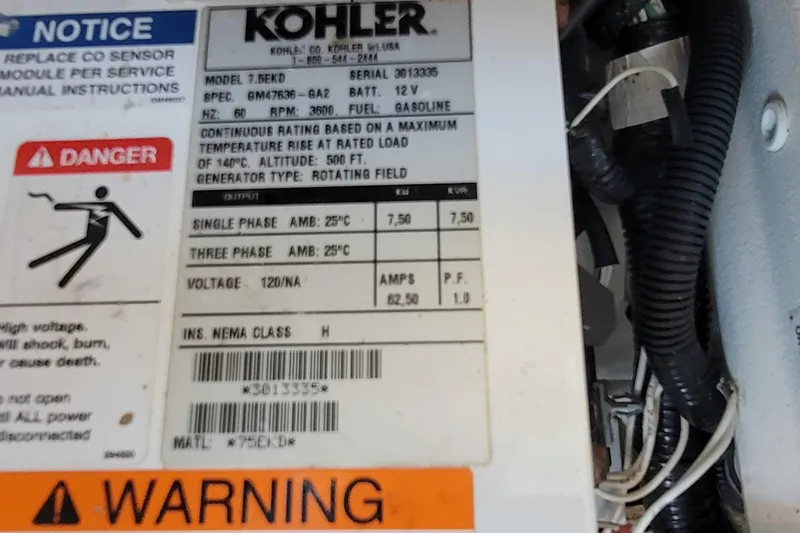 NOTICE
REPLACE CO SENSOR
MODULE PER SERVICE
MANUAL INSTRUCTIONS
DANGER
High voltage.
Will shock, burn,
or cause death.
Do not open
until ALL power
disconnected
KOHLER®
KOHLER CO. KOHLER WI.USA
1-800-544-2444
MODEL 7.5EKD SERIAL 3013335
SPEC. GM47636-GA2 BATT. 12 V
HZ: 60 RPM: 3600. FUEL: GASOLINE
CONTINUOUS RATING BASED ON A MAXIMUM
TEMPERATURE RISE AT RATED LOAD
OF 140°C. ALTITUDE: 500 FT.
GENERATOR TYPE: ROTATING FIELD
OUTPUT KW KVA
SINGLE PHASE AMB: 25°C 7,50 7,50
THREE PHASE AMB: 25°C
VOLTAGE 120/NA AMPS P.F.
62,50 1.0
INS. NEMA CLASS H
*3013335*
MATL: *75EKD*
WARNING